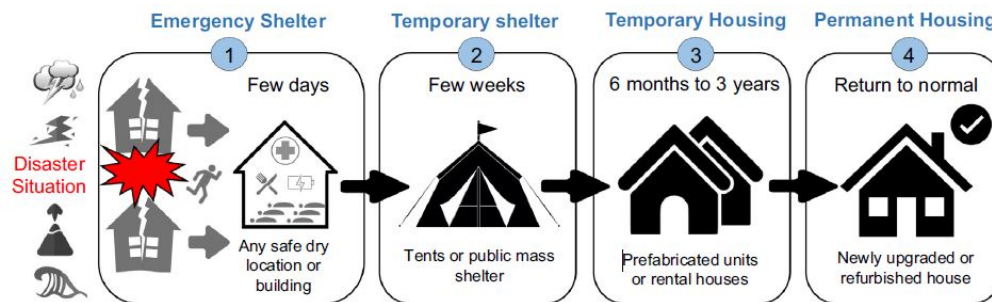 Emergency Shelter
Temporary shelter
Temporary Housing
Permanent Housing
1
2
3
4
Few days
Few weeks
6 months to 3 years
Return to normal
Disaster
Situation
Any safe dry
location or
building
Tents or public mass
shelter
Prefabricated units
or rental houses
Newly upgraded or
refurbished house